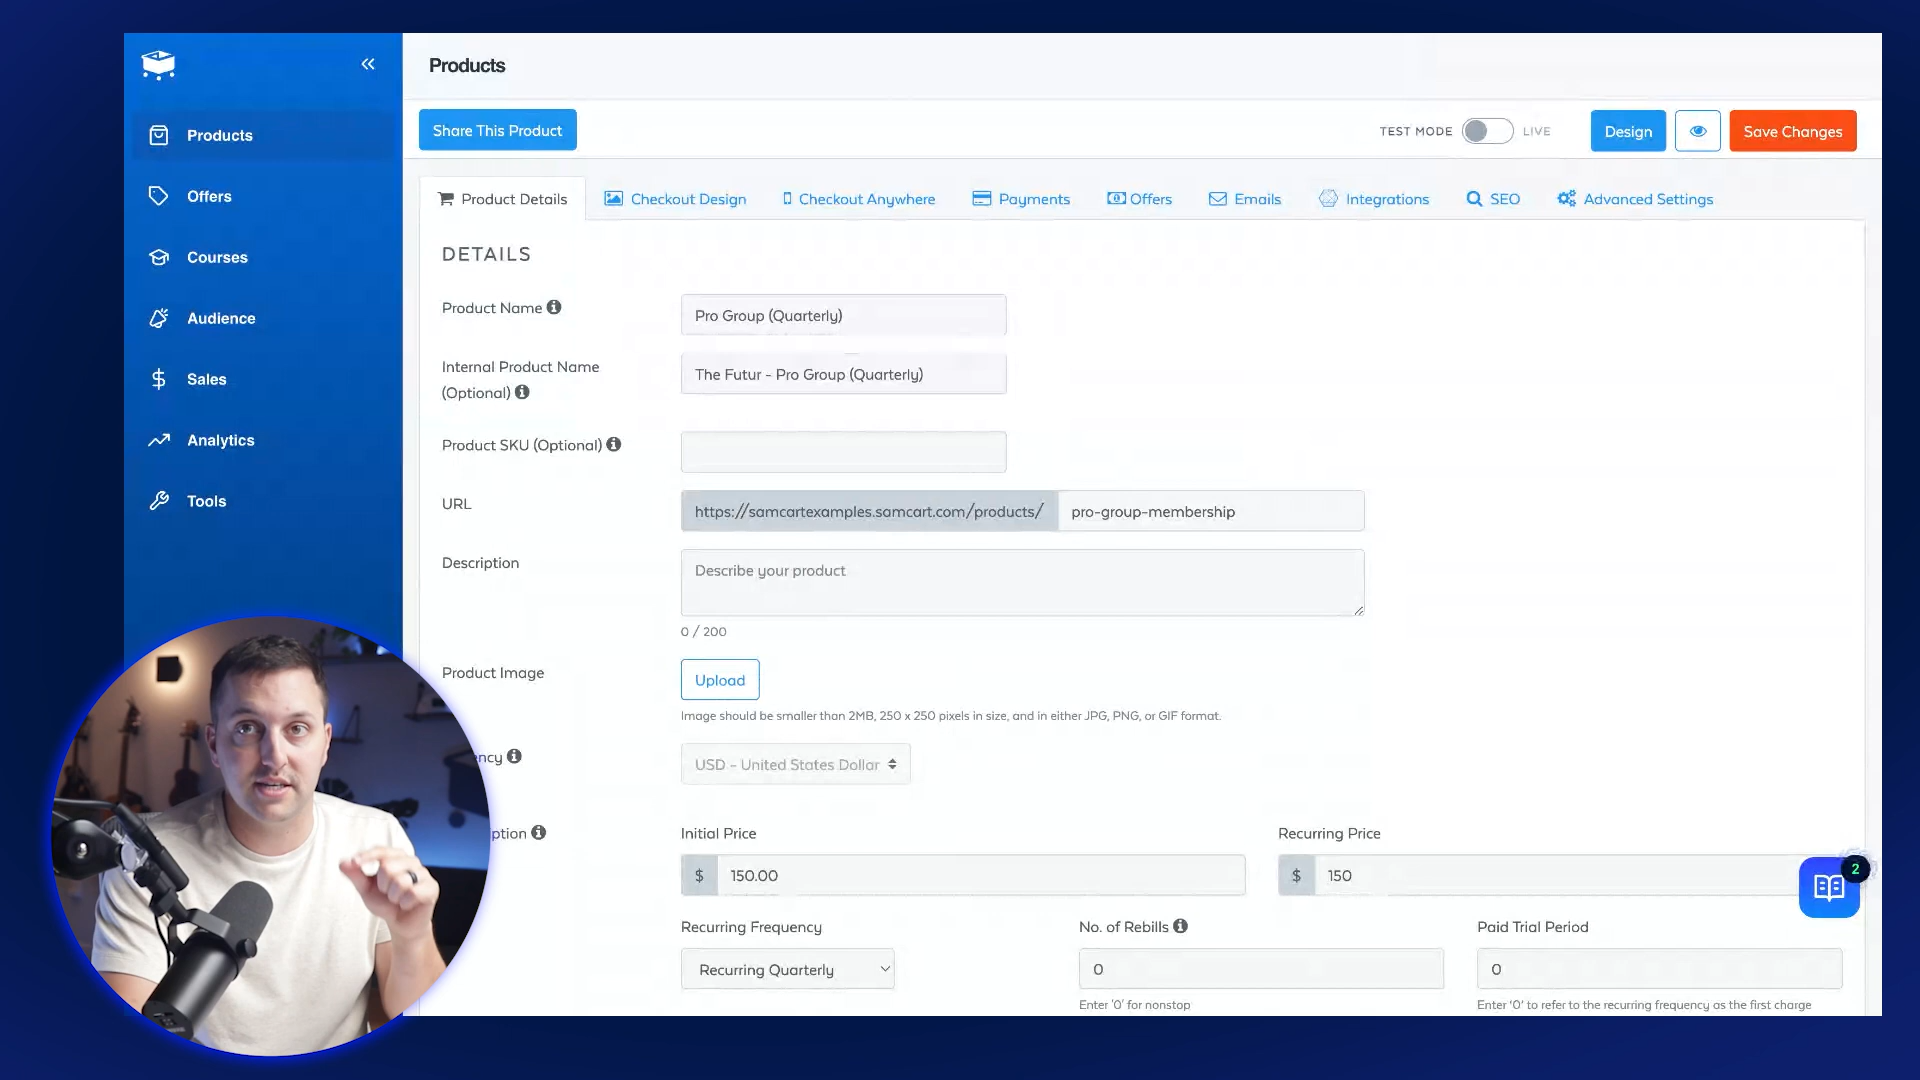 Products
Share This Product
TEST MODE
LIVE
Design
Save Changes
Products
Offers
Courses
Audience
Sales
Analytics
Tools
Product Details
Checkout Design
Checkout Anywhere
Payments
Offers
Emails
Integrations
SEO
Advanced Settings
DETAILS
Product Name
Pro Group (Quarterly)
Internal Product Name
(Optional)
The Futur - Pro Group (Quarterly)
Product SKU (Optional)
URL
https://samcartexamples.samcart.com/products/
pro-group-membership
Description
Describe your product
0 / 200
Product Image
Upload
Image should be smaller than 2MB, 250 x 250 pixels in size, and in either JPG, PNG, or GIF format.
ency
USD - United States Dollar
ption
Initial Price
$ 150.00
Recurring Price
$ 150
2
Recurring Frequency
Recurring Quarterly
No. of Rebills
0
Enter '0' for nonstop
Paid Trial Period
0
Enter '0' to refer to the recurring frequency as the first charge